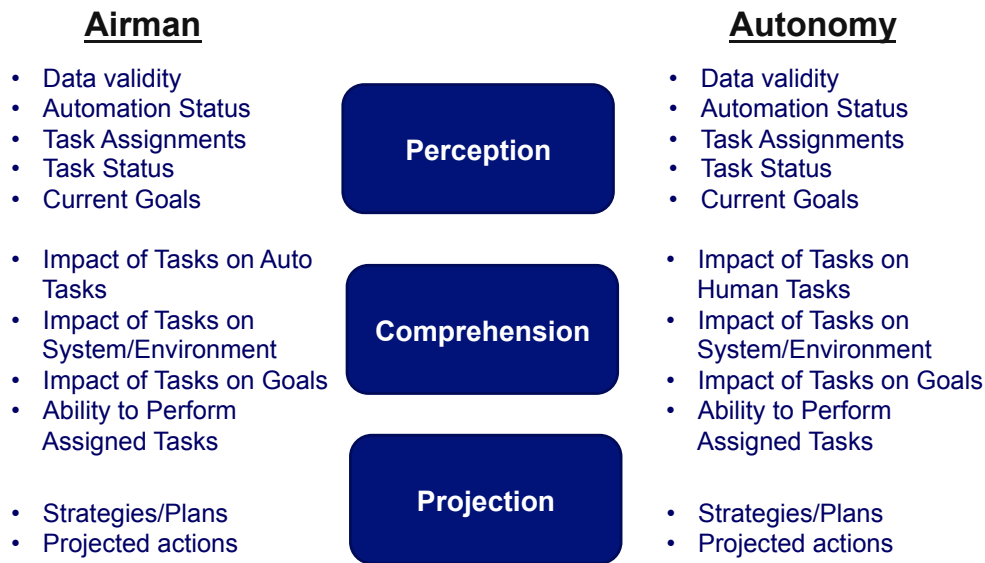 Airman
• Data validity
• Automation Status
• Task Assignments
• Task Status
• Current Goals
• Impact of Tasks on Auto
Tasks
• Impact of Tasks on
System/Environment
• Impact of Tasks on Goals
• Ability to Perform
Assigned Tasks
• Strategies/Plans
• Projected actions
Perception
Comprehension
Projection
Autonomy
• Data validity
• Automation Status
• Task Assignments
• Task Status
• Current Goals
• Impact of Tasks on
Human Tasks
• Impact of Tasks on
System/Environment
• Impact of Tasks on Goals
• Ability to Perform
Assigned Tasks
• Strategies/Plans
• Projected actions